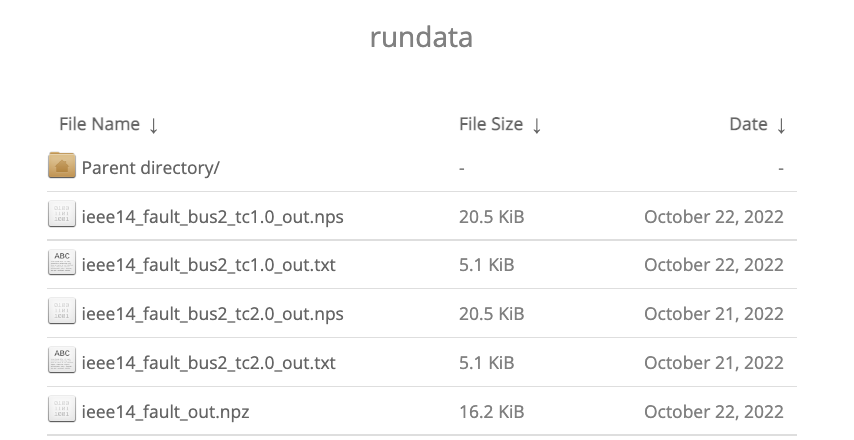 rundata
File Name ↓ File Size ↓ Date ↓
Parent directory/ - -
ieee14_fault_bus2_tc1.0_out.nps 20.5 KiB October 22, 2022
ABC ieee14_fault_bus2_tc1.0_out.txt 5.1 KiB October 22, 2022
ieee14_fault_bus2_tc2.0_out.nps 20.5 KiB October 21, 2022
ABC ieee14_fault_bus2_tc2.0_out.txt 5.1 KiB October 21, 2022
ieee14_fault_out.npz 16.2 KiB October 22, 2022